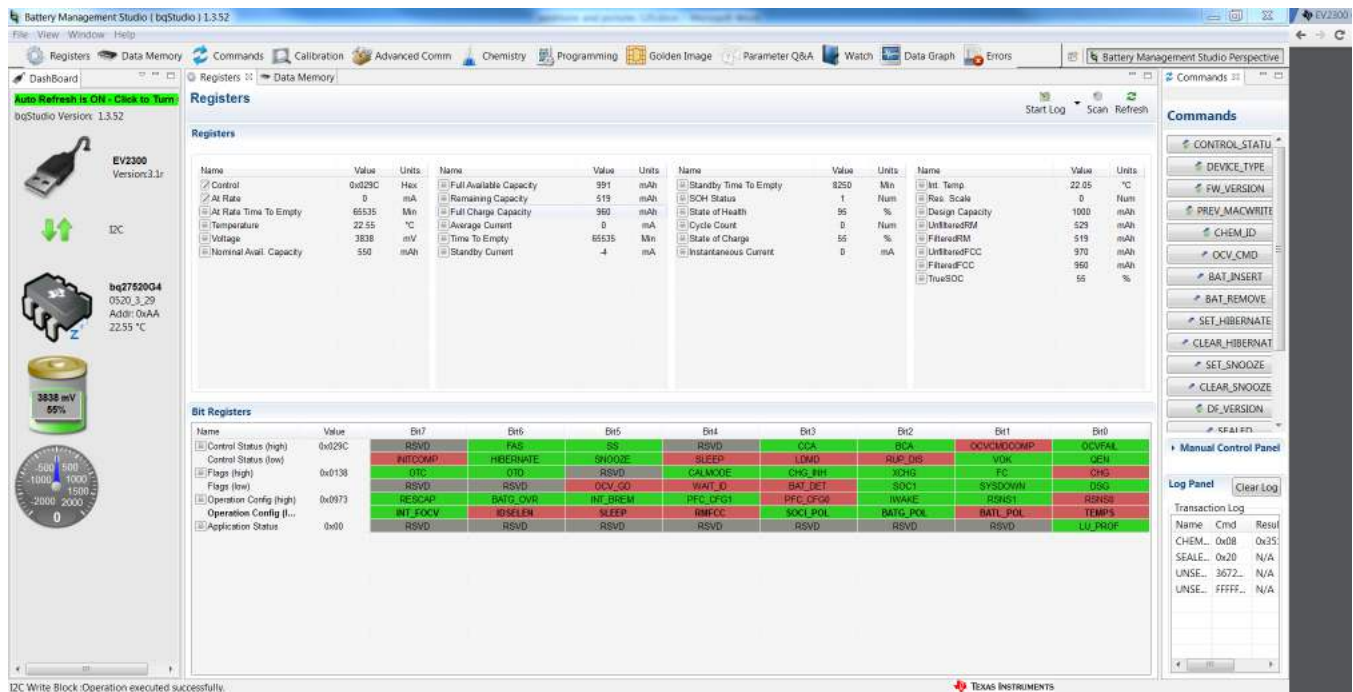 Battery Management Studio ( bqStudio ) 1.3.52
EV2300
File View Window Help
Registers Data Memory Commands Calibration Advanced Comm Chemistry Programming Golden Image Parameter Q&A Watch Data Graph Errors Battery Management Studio Perspective
DashBoard Registers Data Memory Commands
Auto Refresh is ON - Click to Turn
bqStudio Version: 1.3.52
EV2300
Version:3.1r
I2C
bq27520G4
0520_3_29
Addr: 0xAA
22.55 °C
3838 mV
55%
-500 500
-1000 1000
1500
-2000 2000
0
Registers
Start Log Scan Refresh
Registers
Name Value Units Name Value Units Name Value Units Name Value Units
Control 0x029C Hex Full Available Capacity 991 mAh Standby Time To Empty 8250 Min Int. Temp 22.05 °C
At Rate 0 mA Remaining Capacity 519 mAh SOH Status 1 Num Res. Scale 0 Num
At Rate Time To Empty 65535 Min Full Charge Capacity 960 mAh State of Health 95 % Design Capacity 1000 mAh
Temperature 22.55 °C Average Current 0 mA Cycle Count 0 Num UnfilteredRM 529 mAh
Voltage 3838 mV Time To Empty 65535 Min State of Charge 55 % FilteredRM 519 mAh
Nominal Avail. Capacity 550 mAh Standby Current -4 mA Instantaneous Current 0 mA UnfilteredFCC 970 mAh
FilteredFCC 960 mAh
TrueSOC 55 %
Bit Registers
Name Value Bit7 Bit6 Bit5 Bit4 Bit3 Bit2 Bit1 Bit0
Control Status (high) 0x029C RSVD FAS SS RSVD CCA BCA OCVCMDCOMP OCVFAIL
Control Status (low) INITCOMP HIBERNATE SNOOZE SLEEP LDMD RUP_DIS VOK QEN
Flags (high) 0x0138 OTC OTD RSVD CALMODE CHG_INH XCHG FC CHG
Flags (low) RSVD RSVD OCV_GD WAIT_ID BAT_DET SOC1 SYSDOWN DSG
Operation Config (high) 0x0973 RESCAP BATG_OVR INT_BREM PFC_CFG1 PFC_CFG0 IWAKE RSNS1 RSNS0
Operation Config (l... INT_FOCV IDSELEN SLEEP RMFCC SOCI_POL BATG_POL BATL_POL TEMPS
Application Status 0x00 RSVD RSVD RSVD RSVD RSVD RSVD RSVD LU_PROF
Commands
CONTROL_STATU
DEVICE_TYPE
FW_VERSION
PREV_MACWRITE
CHEM_ID
OCV_CMD
BAT_INSERT
BAT_REMOVE
SET_HIBERNATE
CLEAR_HIBERNAT
SET_SNOOZE
CLEAR_SNOOZE
DF_VERSION
SEALED
Manual Control Panel
Log Panel Clear Log
Transaction Log
Name Cmd Resul
CHEM... 0x08 0x35:
SEALE... 0x20 N/A
UNSE... 3672... N/A
UNSE... FFFFF... N/A
I2C Write Block :Operation executed successfully.
TEXAS INSTRUMENTS